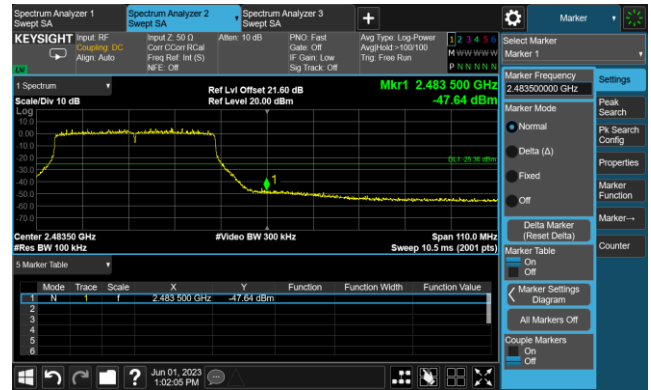 Spectrum Analyzer 1
Swept SA
Spectrum Analyzer 2
Swept SA
Spectrum Analyzer 3
Swept SA
+
Marker
KEYSIGHT
Input: RF
Coupling: DC
Align: Auto
Input Z: 50 Ω
Corr CCorr RCal
Freq Ref: Int (S)
NFE: Off
Atten: 10 dB
PNO: Fast
Gate: Off
IF Gain: Low
Sig Track: Off
Avg Type: Log-Power
Avg|Hold:>100/100
Trig: Free Run
1 2 3 4 5 6
M W W W W W
P N N N N N
Select Marker
Marker 1
1 Spectrum
Scale/Div 10 dB
Ref Lvl Offset 21.60 dB
Ref Level 20.00 dBm
Mkr1 2.483 500 GHz
-47.64 dBm
Log
10.0
0.00
-10.0
-20.0
-30.0
-40.0
-50.0
-60.0
-70.0
DL1 -25.36 dBm
1
Center 2.48350 GHz
#Res BW 100 kHz
#Video BW 300 kHz
Span 110.0 MHz
Sweep 10.5 ms (2001 pts)
5 Marker Table
Mode Trace Scale X Y Function Function Width Function Value
1 N 1 f 2.483 500 GHz -47.64 dBm
2
3
4
5
6
Marker Frequency
2.483500000 GHz
Marker Mode
Normal
Delta (Δ)
Fixed
Off
Delta Marker
(Reset Delta)
Marker Table
On
Off
Marker Settings
Diagram
All Markers Off
Couple Markers
On
Off
Settings
Peak
Search
Pk Search
Config
Properties
Marker
Function
Marker→
Counter
?
Jun 01, 2023
1:02:05 PM